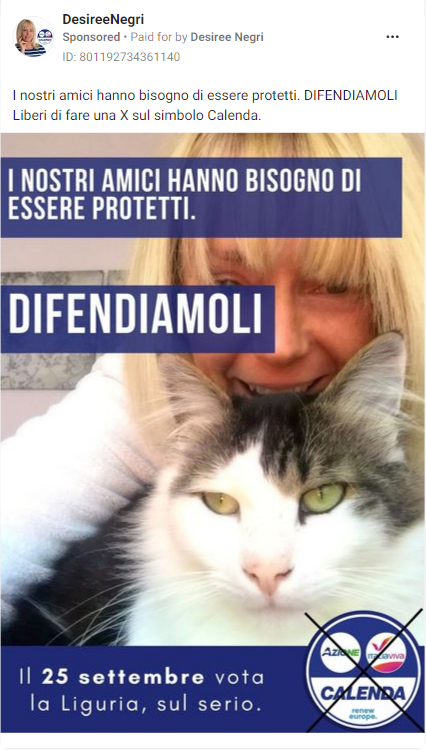 DesireeNegri
Sponsored • Paid for by Desiree Negri
ID: 801192734361140
I nostri amici hanno bisogno di essere protetti. DIFENDIAMOLI
Liberi di fare una X sul simbolo Calenda.
I NOSTRI AMICI HANNO BISOGNO DI
ESSERE PROTETTI.
DIFENDIAMOLI
Il 25 settembre vota
la Liguria, sul serio.
AZIONE
ITALIAVIVA
CALENDA
renew
europe.